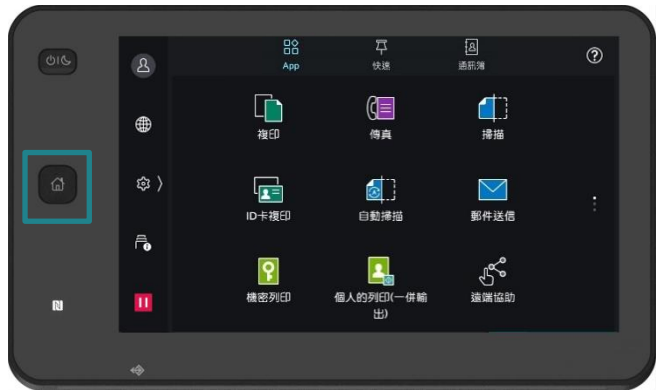 App
快速
通訊簿
複印
傳真
掃描
ID卡複印
自動掃描
郵件送信
機密列印
個人的列印(一併輸
出)
遠端協助